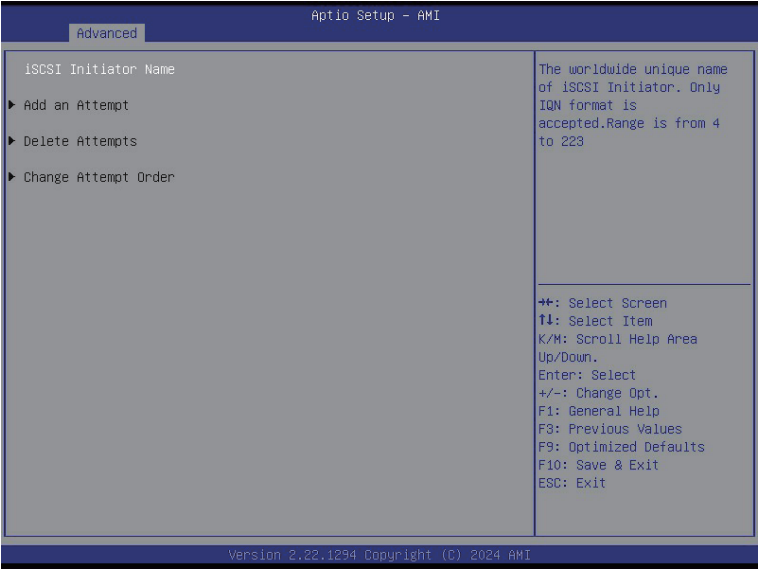 Aptio Setup – AMI
Advanced
iSCSI Initiator Name
▶ Add an Attempt
▶ Delete Attempts
▶ Change Attempt Order
The worldwide unique name
of iSCSI Initiator. Only
IQN format is
accepted.Range is from 4
to 223
→←: Select Screen
↑↓: Select Item
K/M: Scroll Help Area
Up/Down.
Enter: Select
+/-: Change Opt.
F1: General Help
F3: Previous Values
F9: Optimized Defaults
F10: Save & Exit
ESC: Exit
Version 2.22.1294 Copyright (C) 2024 AMI